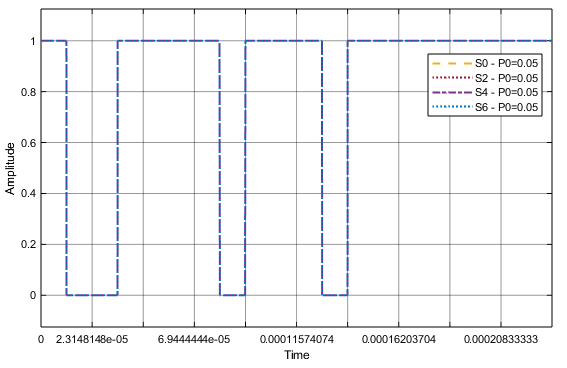 1
0.8
0.6
0.4
0.2
0
Amplitude
S0 - P0=0.05
S2 - P0=0.05
S4 - P0=0.05
S6 - P0=0.05
0 2.3148148e-05 6.9444444e-05 0.00011574074 0.00016203704 0.00020833333
Time